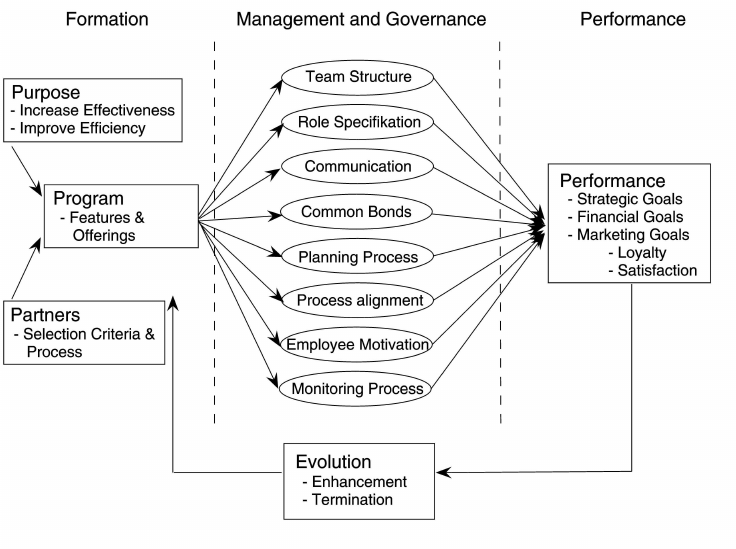 Formation
Management and Governance
Performance
Purpose
- Increase Effectiveness
- Improve Efficiency
Program
- Features &
Offerings
Partners
- Selection Criteria &
Process
Team Structure
Role Specifikation
Communication
Common Bonds
Planning Process
Process alignment
Employee Motivation
Monitoring Process
Performance
- Strategic Goals
- Financial Goals
- Marketing Goals
- Loyalty
- Satisfaction
Evolution
- Enhancement
- Termination